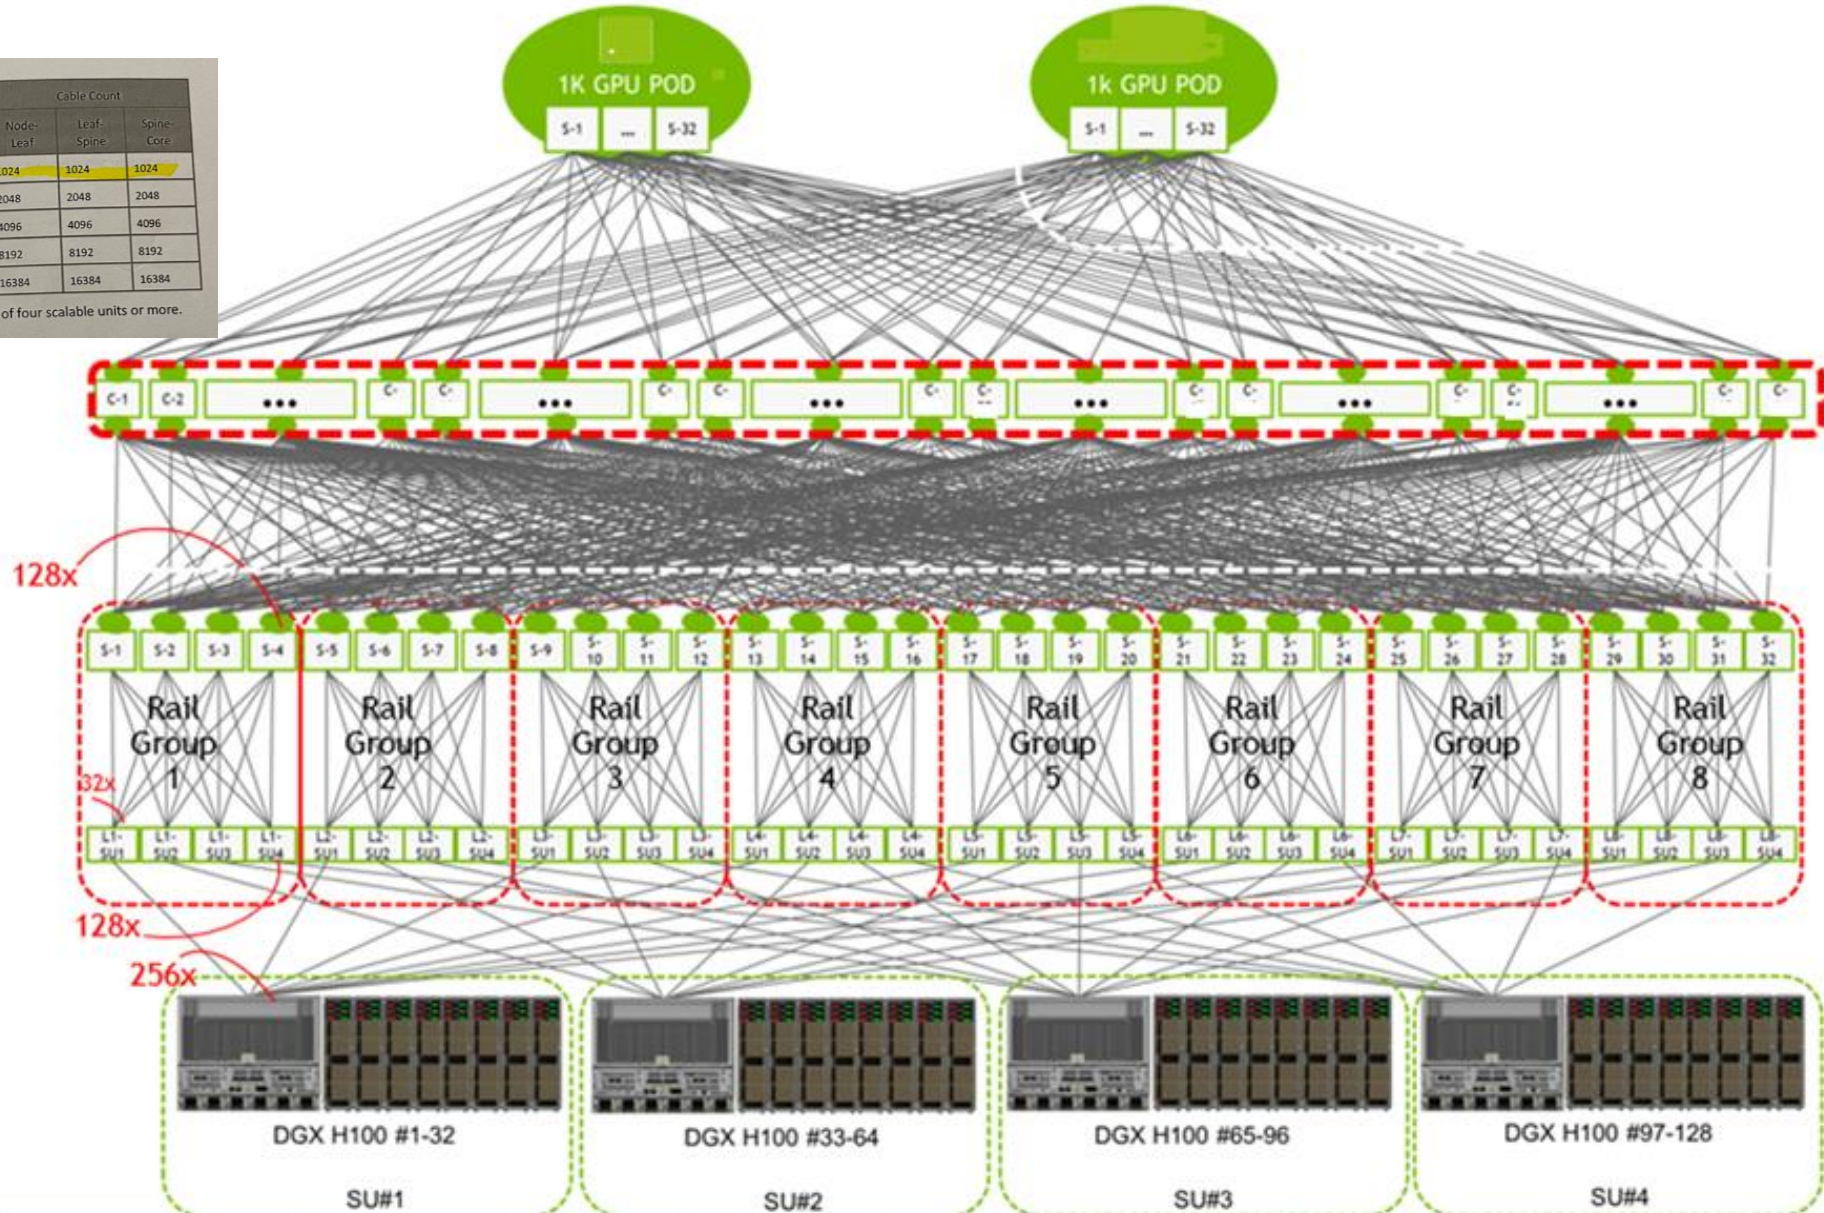 1K GPU POD
S-1 ... S-32
1k GPU POD
S-1 ... S-32
Cable Count
Node-Leaf Leaf-Spine Spine-Core
1024 1024 1024
2048 2048 2048
4096 4096 4096
8192 8192 8192
16384 16384 16384
of four scalable units or more.
C-1 C-2 ... C- C- ... C- C- ... C- C- ... C- C- ... C- C- ... C- C-
128x
S-1 S-2 S-3 S-4 S-5 S-6 S-7 S-8 S-9 S-10 S-11 S-12 S-13 S-14 S-15 S-16 S-17 S-18 S-19 S-20 S-21 S-22 S-23 S-24 S-25 S-26 S-27 S-28 S-29 S-30 S-31 S-32
Rail Group 1
Rail Group 2
Rail Group 3
Rail Group 4
Rail Group 5
Rail Group 6
Rail Group 7
Rail Group 8
32x
L1-SU1 L1-SU2 L1-SU3 L1-SU4 L2-SU1 L2-SU2 L2-SU3 L2-SU4 L3-SU1 L3-SU2 L3-SU3 L3-SU4 L4-SU1 L4-SU2 L4-SU3 L4-SU4 L5-SU1 L5-SU2 L5-SU3 L5-SU4 L6-SU1 L6-SU2 L6-SU3 L6-SU4 L7-SU1 L7-SU2 L7-SU3 L7-SU4 L8-SU1 L8-SU2 L8-SU3 L8-SU4
128x
256x
DGX H100 #1-32
DGX H100 #33-64
DGX H100 #65-96
DGX H100 #97-128
SU#1
SU#2
SU#3
SU#4